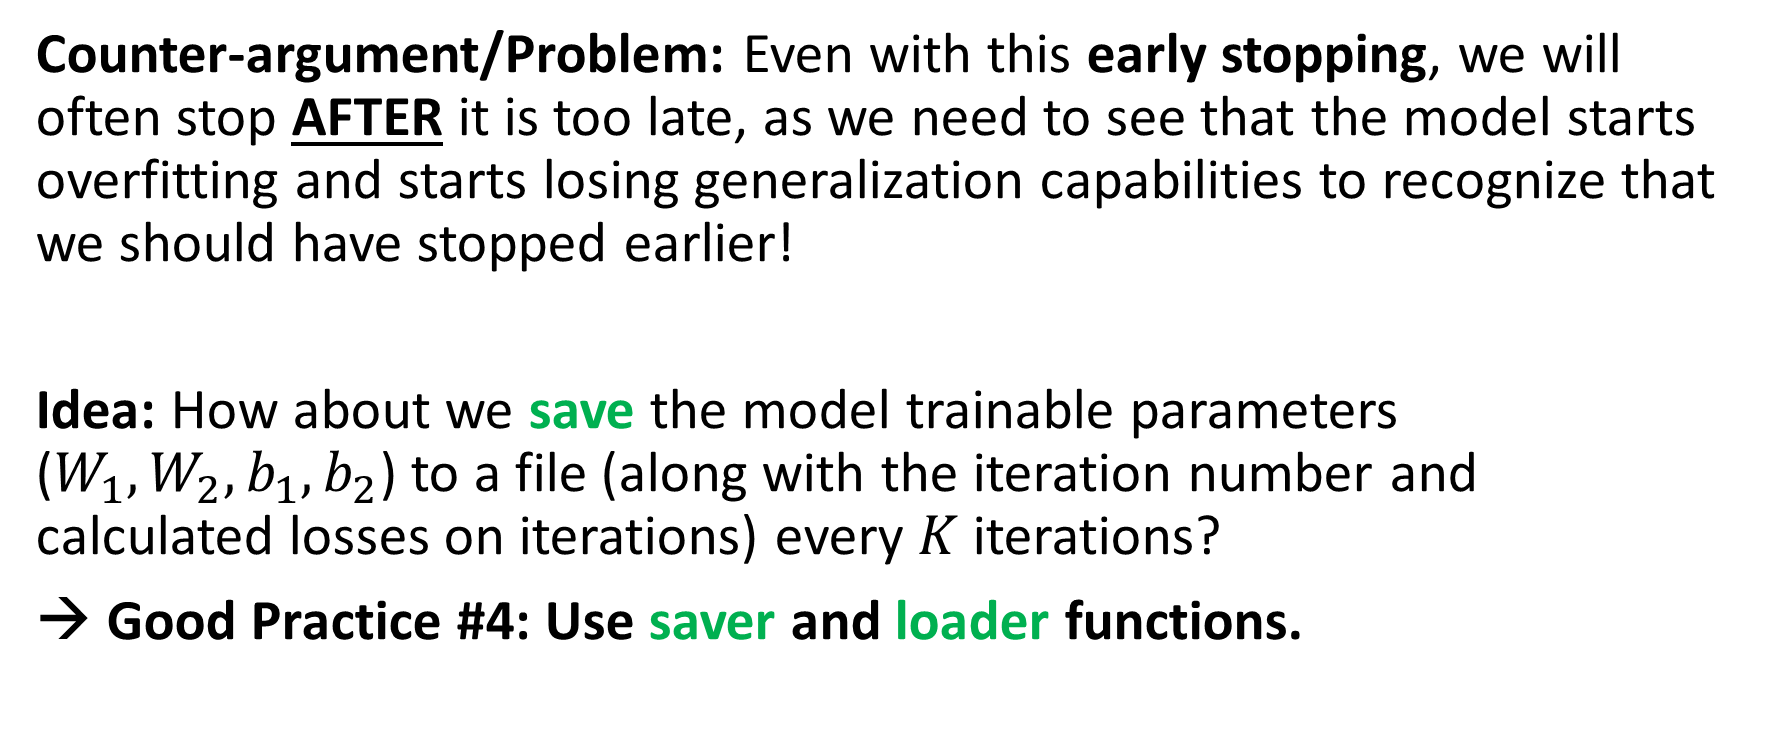 Counter-argument/Problem: Even with this early stopping, we will
often stop AFTER it is too late, as we need to see that the model starts
overfitting and starts losing generalization capabilities to recognize that
we should have stopped earlier!
Idea: How about we save the model trainable parameters
(W₁, W₂, b₁, b₂) to a file (along with the iteration number and
calculated losses on iterations) every K iterations?
→ Good Practice #4: Use saver and loader functions.